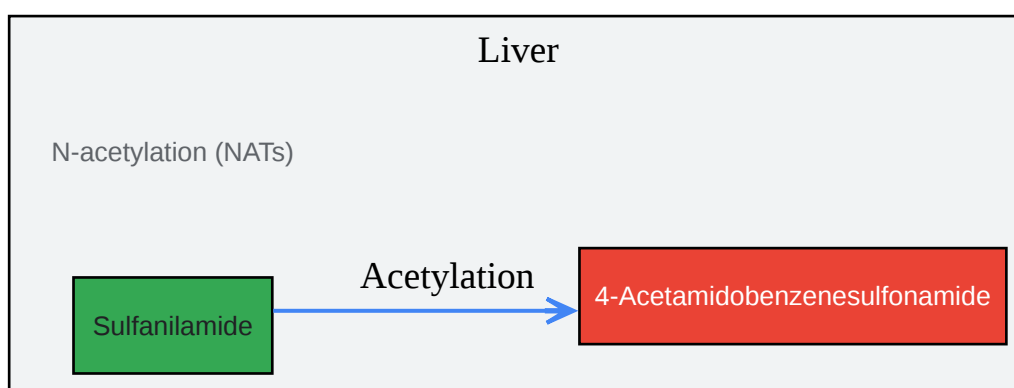 Liver
N-acetylation (NATs)
Acetylation
Sulfanilamide
4-Acetamidobenzenesulfonamide